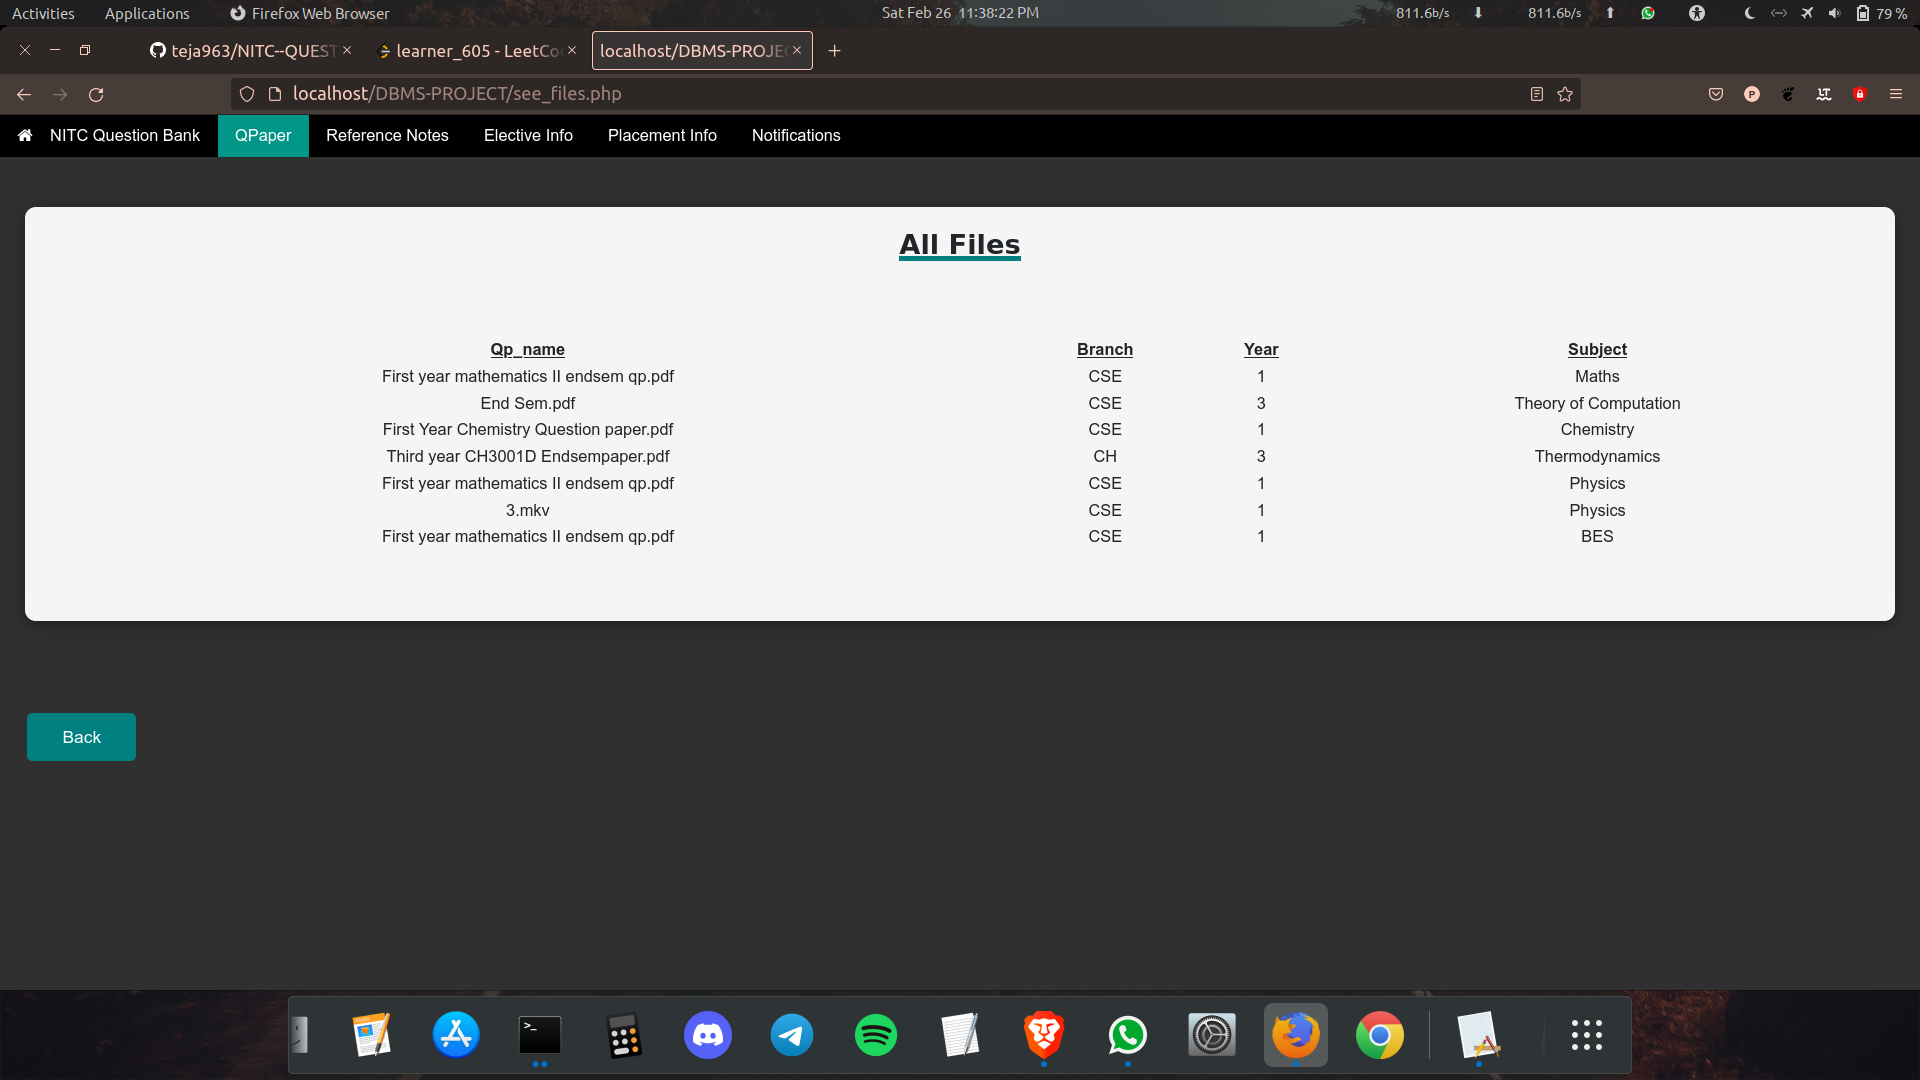 Activities Applications Firefox Web Browser Sat Feb 26 11:38:22 PM 811.6b/s 811.6b/s 79 %
teja963/NITC--QUEST learner_605 - LeetCo localhost/DBMS-PROJE
localhost/DBMS-PROJECT/see_files.php
NITC Question Bank QPaper Reference Notes Elective Info Placement Info Notifications
All Files
Qp_name Branch Year Subject
First year mathematics II endsem qp.pdf CSE 1 Maths
End Sem.pdf CSE 3 Theory of Computation
First Year Chemistry Question paper.pdf CSE 1 Chemistry
Third year CH3001D Endsempaper.pdf CH 3 Thermodynamics
First year mathematics II endsem qp.pdf CSE 1 Physics
3.mkv CSE 1 Physics
First year mathematics II endsem qp.pdf CSE 1 BES
Back